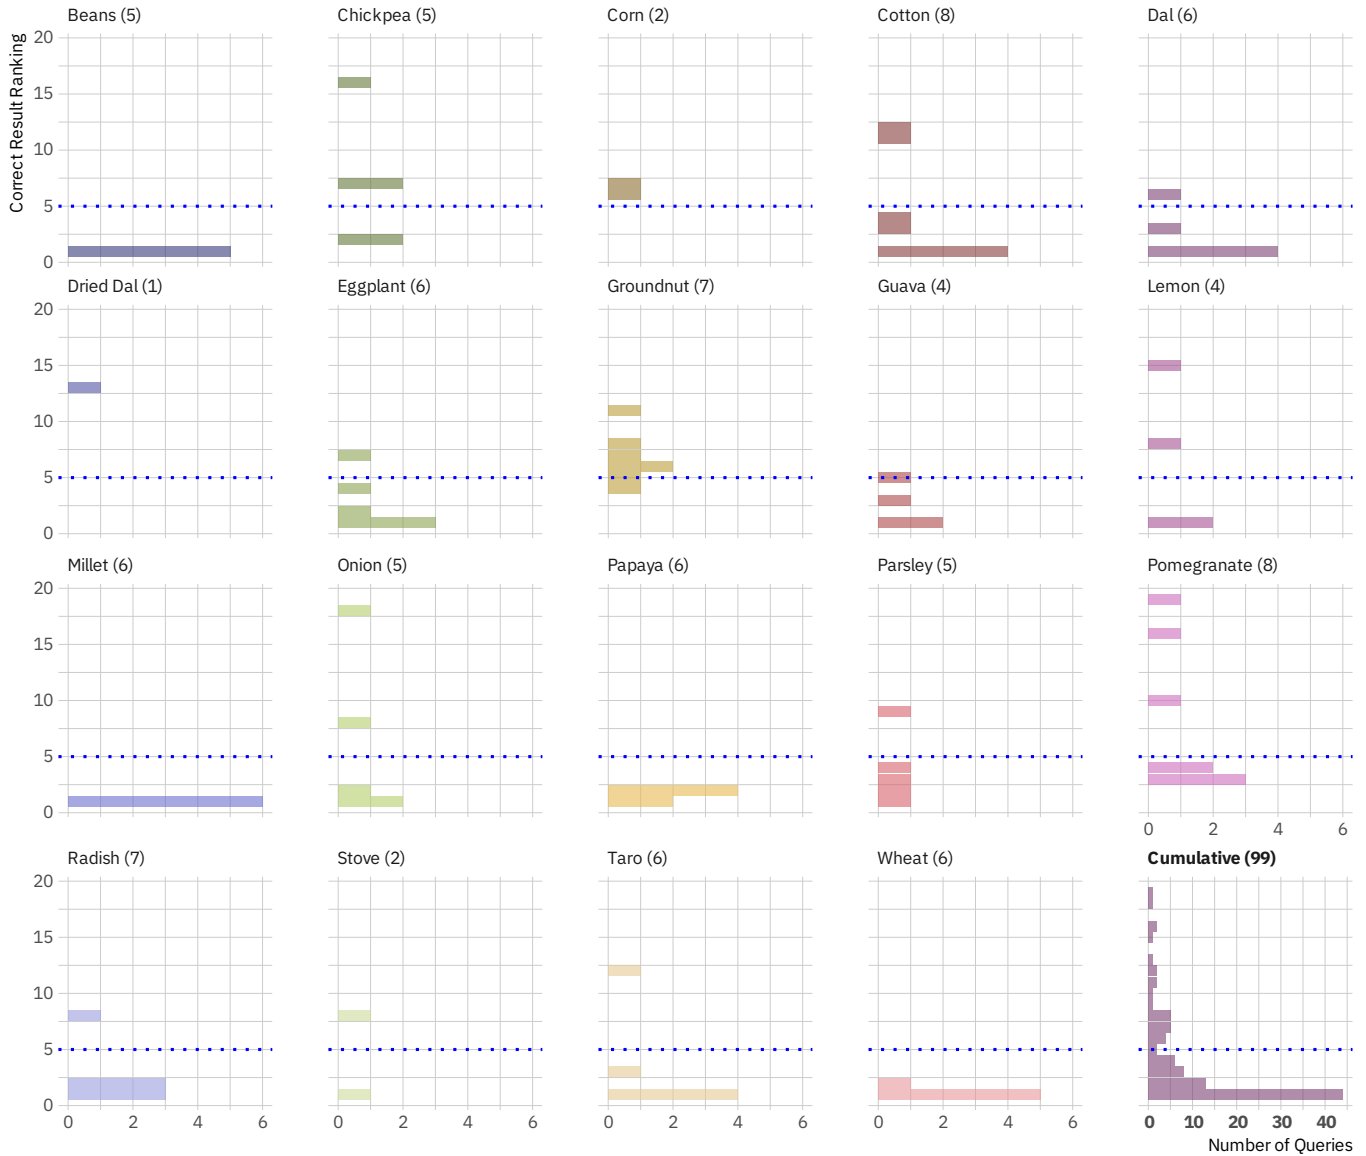 Beans (5) Chickpea (5) Corn (2) Cotton (8) Dal (6)
Correct Result Ranking
20
15
10
5
0
Dried Dal (1) Eggplant (6) Groundnut (7) Guava (4) Lemon (4)
20
15
10
5
0
Millet (6) Onion (5) Papaya (6) Parsley (5) Pomegranate (8)
20
15
10
5
0
0 2 4 6
Radish (7) Stove (2) Taro (6) Wheat (6) Cumulative (99)
20
15
10
5
0
0 2 4 6 0 2 4 6 0 2 4 6 0 2 4 6 0 10 20 30 40
Number of Queries